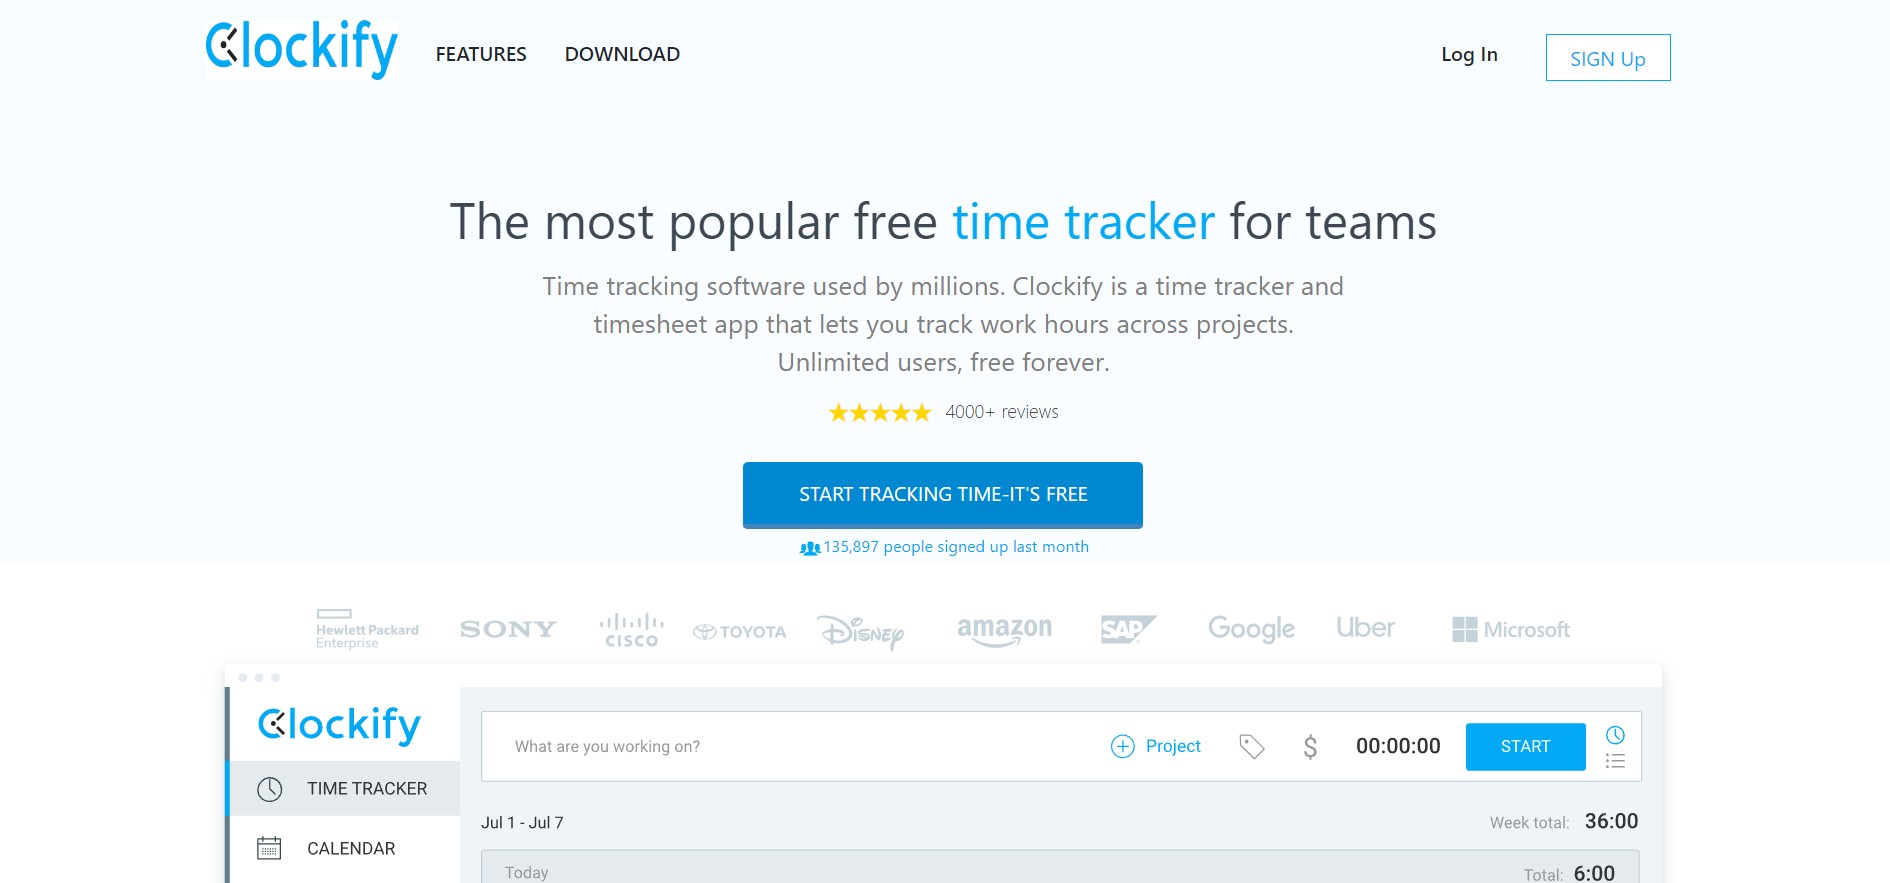 Clockify FEATURES DOWNLOAD Log In SIGN Up
The most popular free time tracker for teams
Time tracking software used by millions. Clockify is a time tracker and
timesheet app that lets you track work hours across projects.
Unlimited users, free forever.
4000+ reviews
START TRACKING TIME-IT'S FREE
135,897 people signed up last month
Hewlett Packard
Enterprise
SONY
CISCO
TOYOTA
Disney
amazon
SAP
Google
Uber
Microsoft
Clockify
What are you working on? Project $ 00:00:00 START
TIME TRACKER
Jul 1 - Jul 7 Week total: 36:00
CALENDAR
Today Total: 6:00